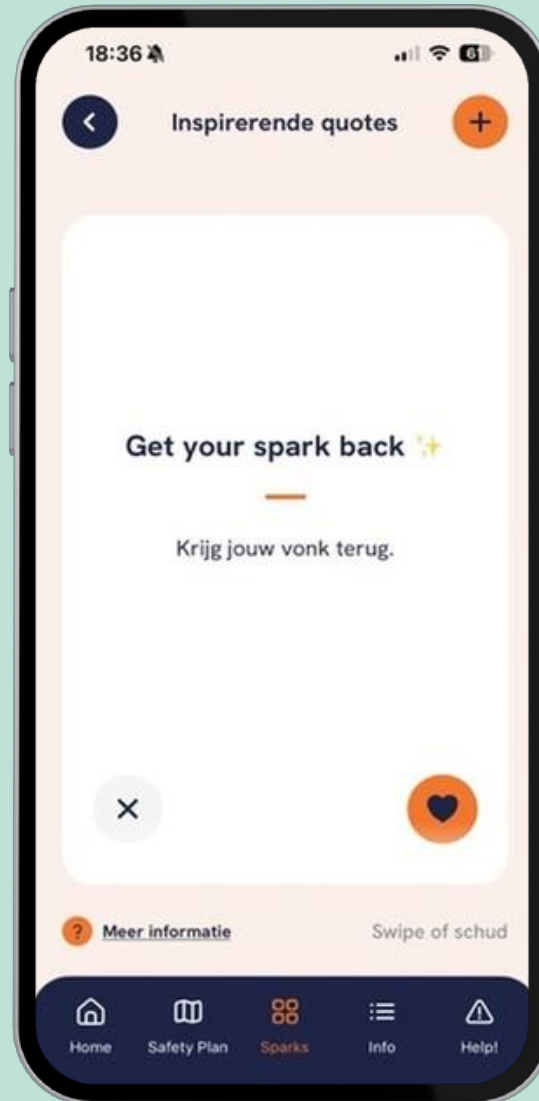 18:36
Inspirerende quotes
Get your spark back ✨
Krijg jouw vonk terug.
? Meer informatie
Swipe of schud
Home
Safety Plan
Sparks
Info
Help!